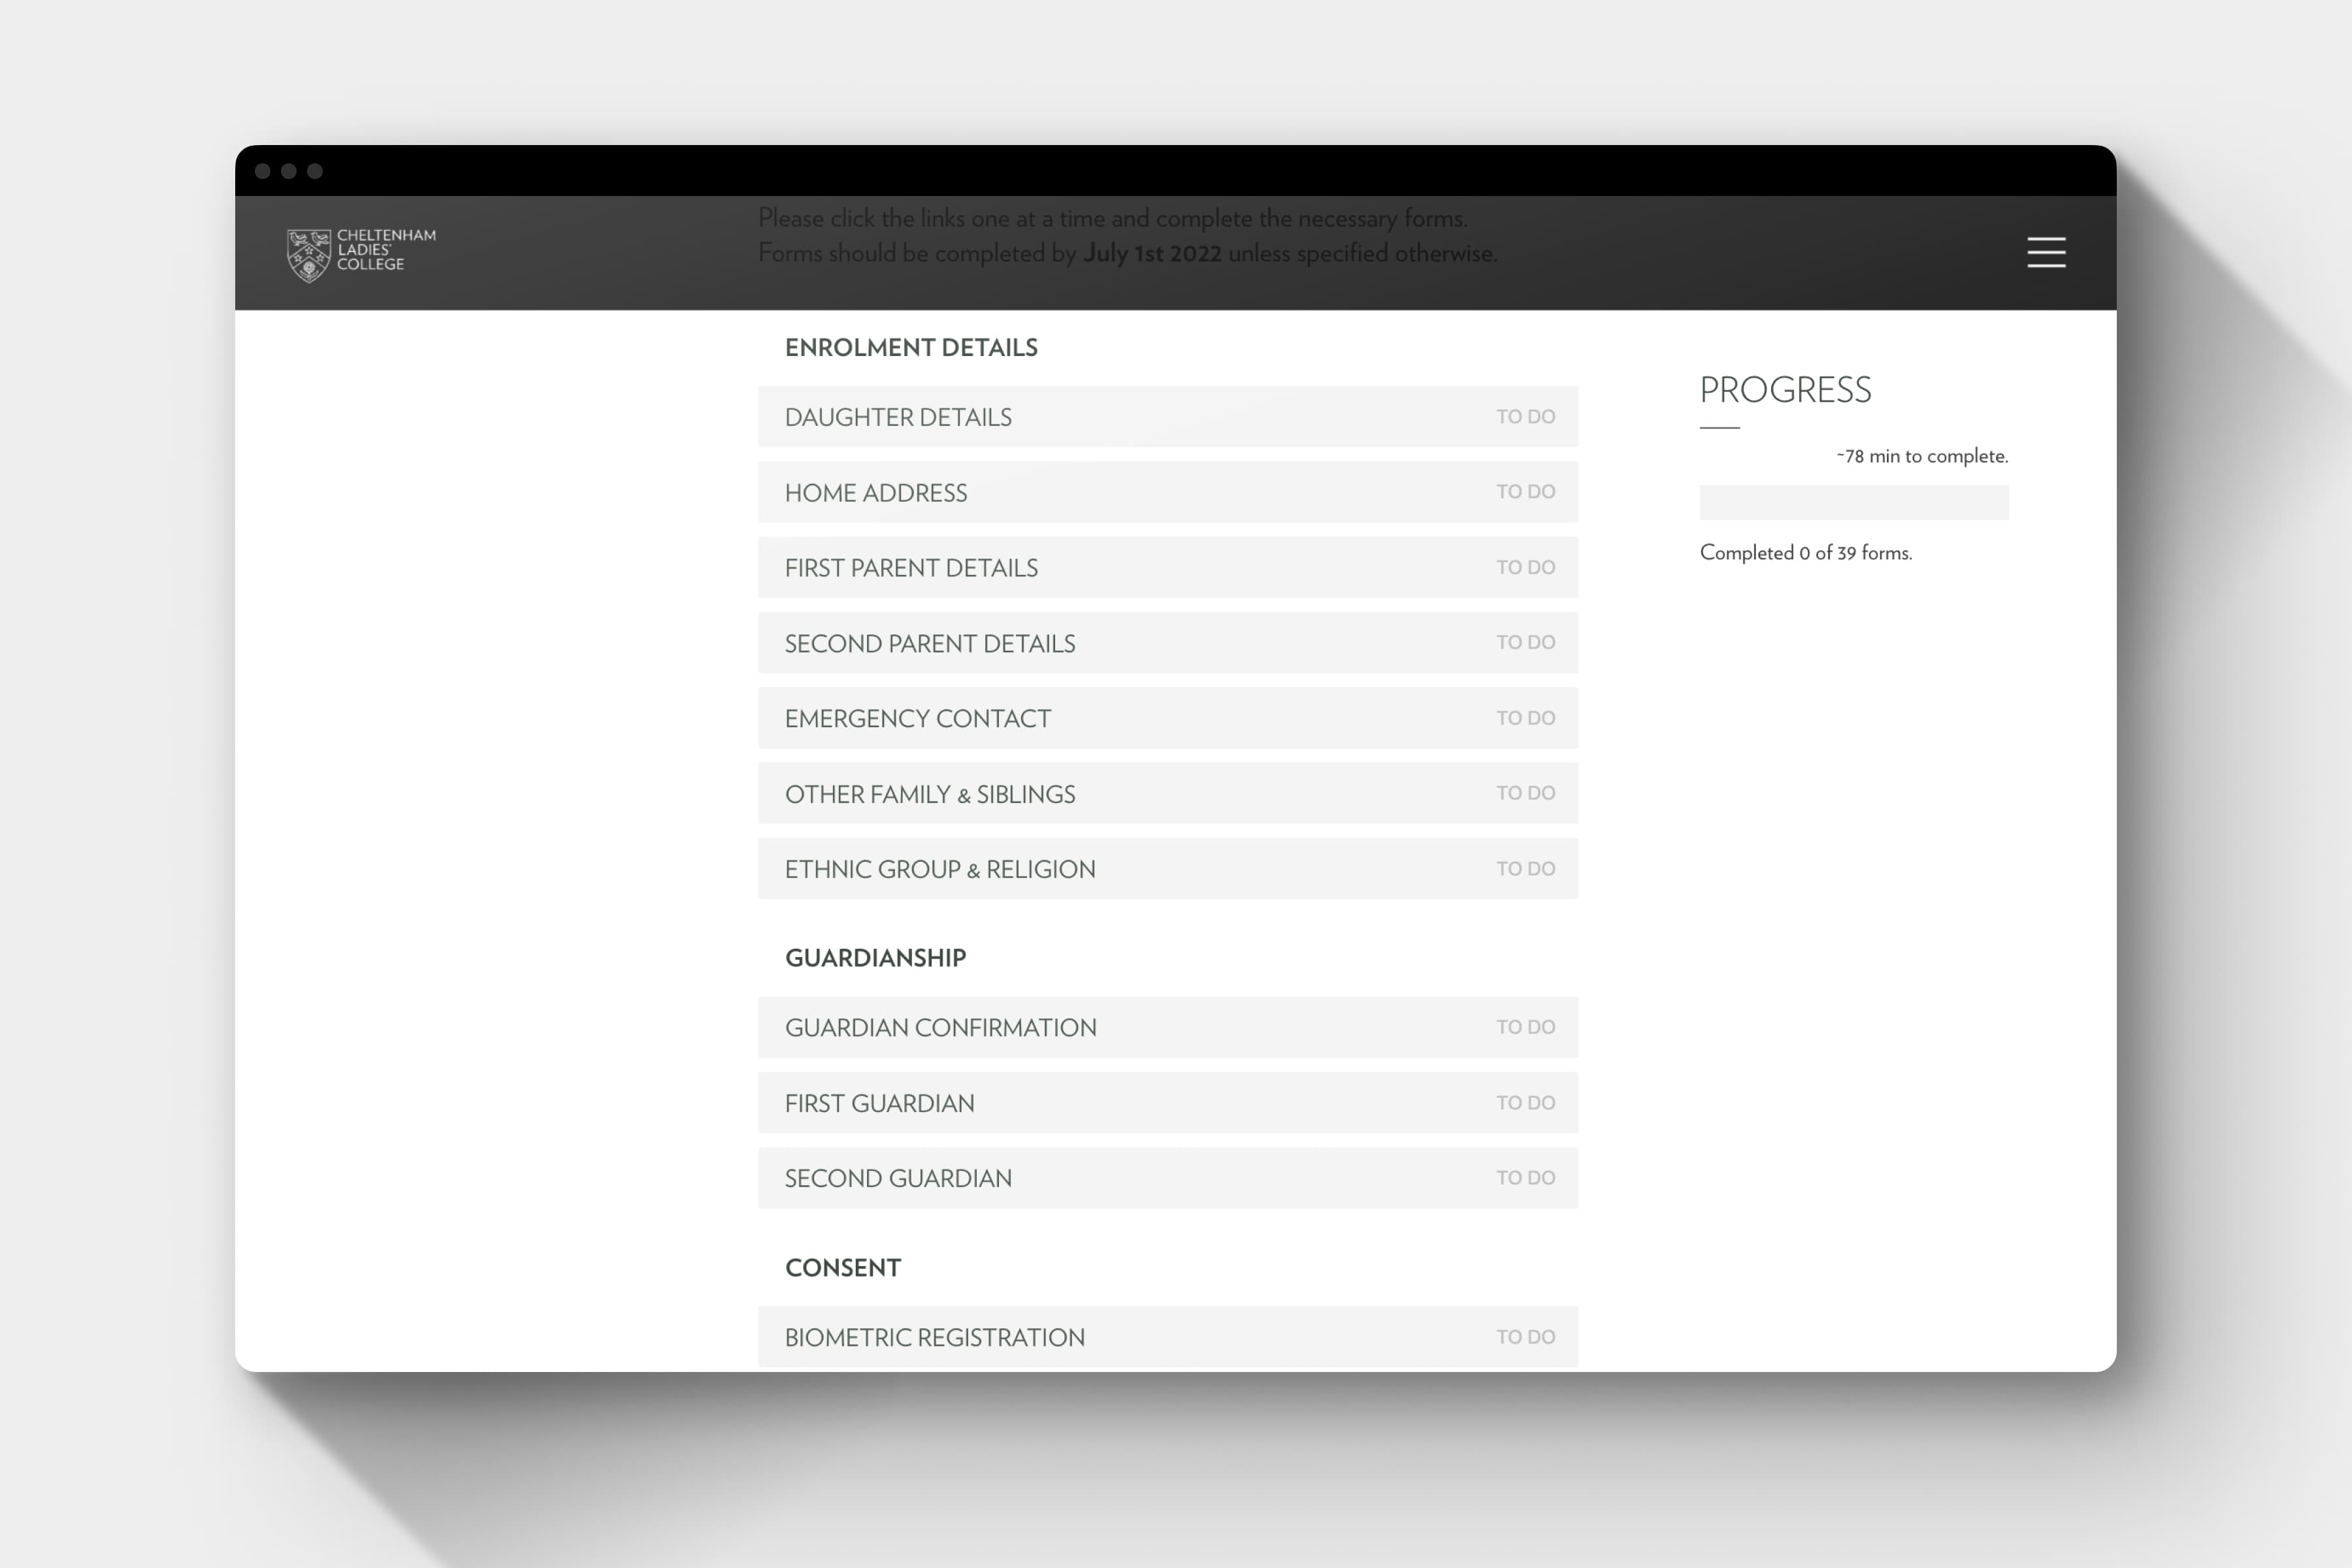 CHELTENHAM
LADIES'
COLLEGE
Please click the links one at a time and complete the necessary forms.
Forms should be completed by July 1st 2022 unless specified otherwise.
ENROLMENT DETAILS
DAUGHTER DETAILS TO DO
HOME ADDRESS TO DO
FIRST PARENT DETAILS TO DO
SECOND PARENT DETAILS TO DO
EMERGENCY CONTACT TO DO
OTHER FAMILY & SIBLINGS TO DO
ETHNIC GROUP & RELIGION TO DO
GUARDIANSHIP
GUARDIAN CONFIRMATION TO DO
FIRST GUARDIAN TO DO
SECOND GUARDIAN TO DO
CONSENT
BIOMETRIC REGISTRATION TO DO
PROGRESS
~78 min to complete.
Completed 0 of 39 forms.